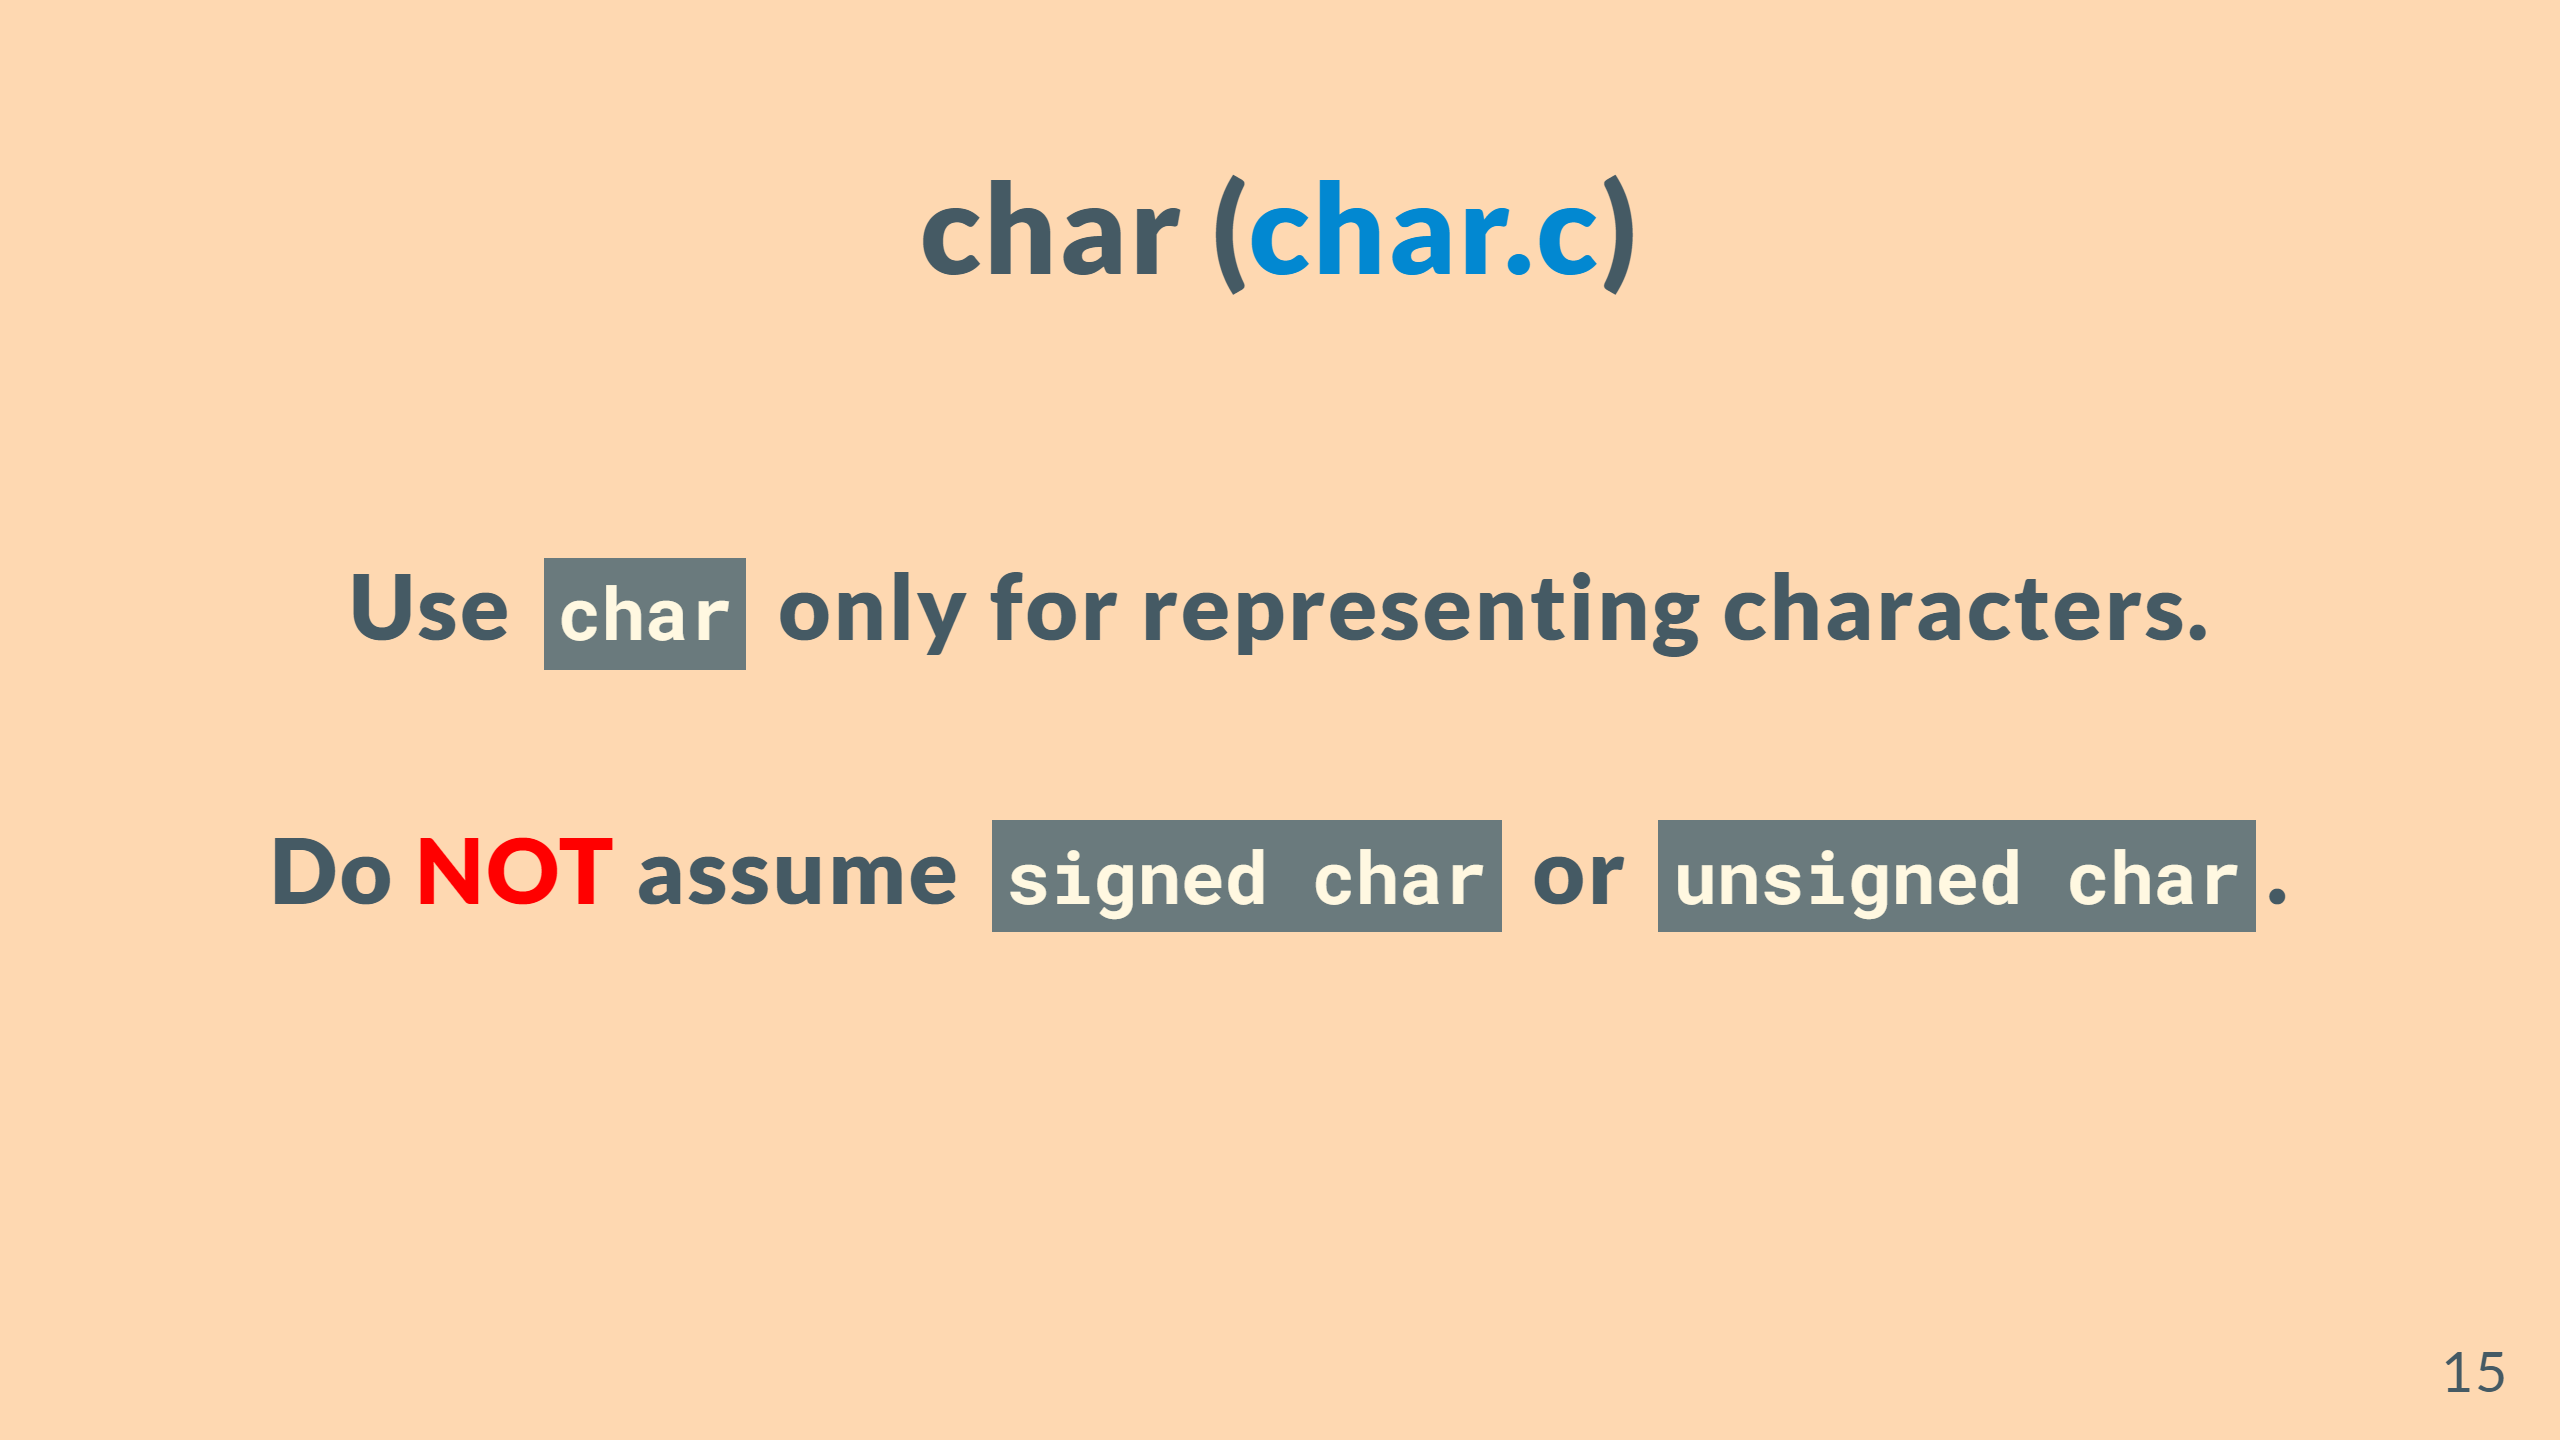 char (char.c)
Use char only for representing characters.
Do NOT assume signed char or unsigned char.
15